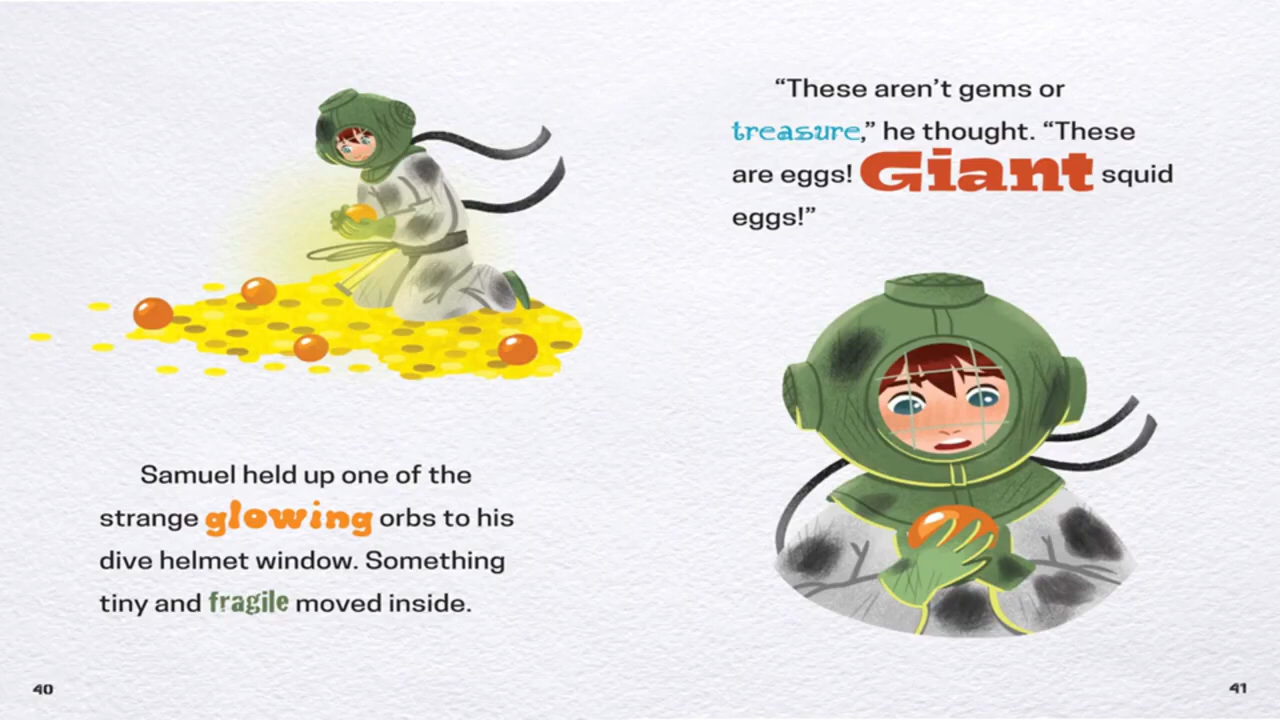 Samuel held up one of the
strange glowing orbs to his
dive helmet window. Something
tiny and fragile moved inside.
40
“These aren’t gems or
treasure,” he thought. “These
are eggs! Giant squid
eggs!”
41